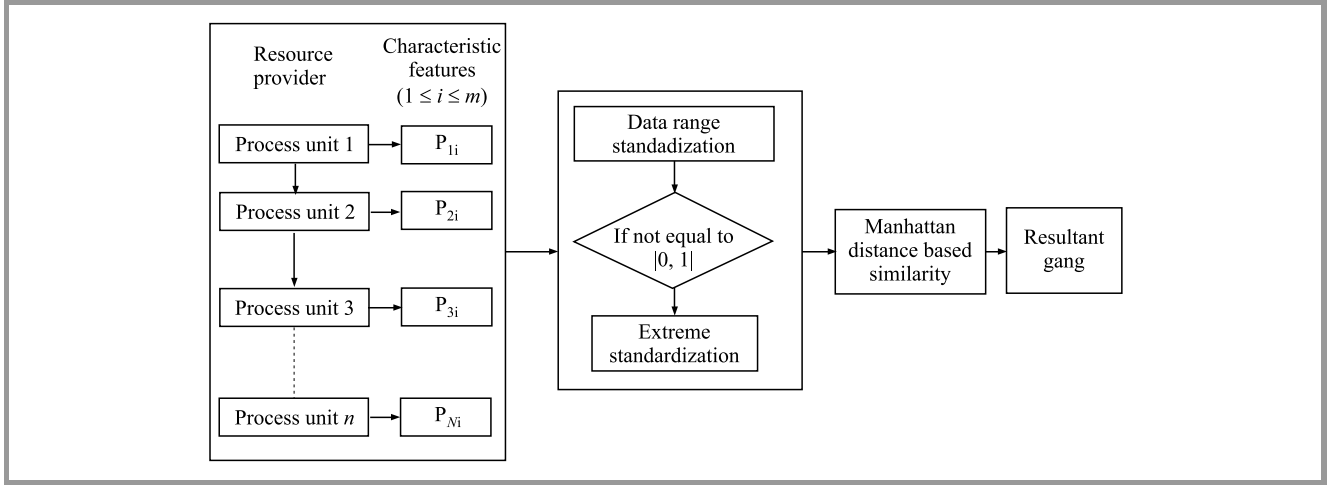 Resource
provider
Characteristic
features
(1 ≤ i ≤ m)
Process unit 1
P1i
Process unit 2
P2i
Process unit 3
P3i
Process unit n
PNi
Data range
standadization
If not equal to
|0, 1|
Extreme
standardization
Manhattan
distance based
similarity
Resultant
gang